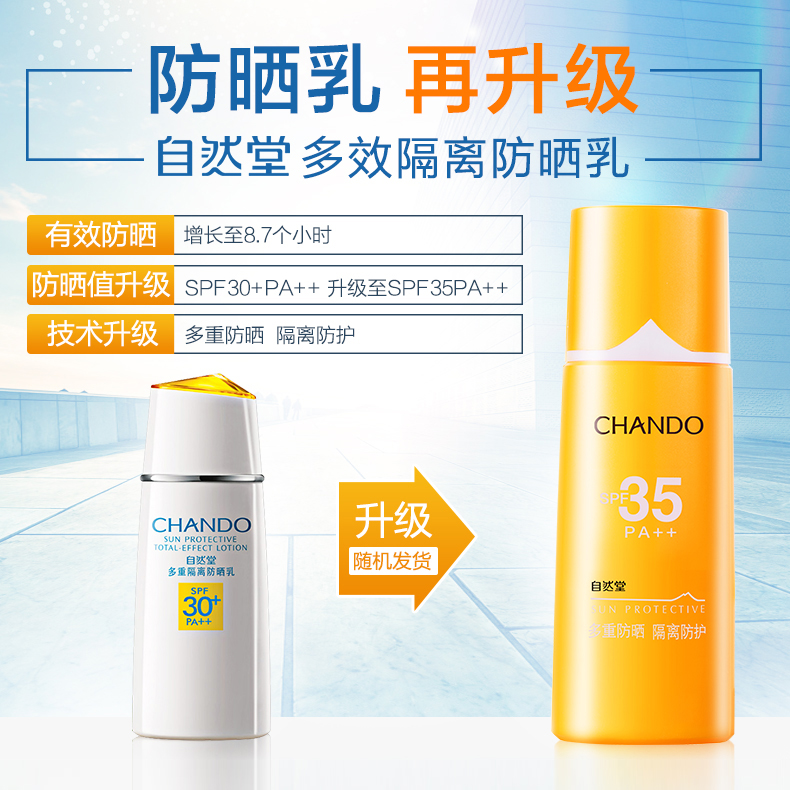 防晒乳 再升级
自然堂 多效隔离防晒乳
有效防晒 增长至8.7个小时
防晒值升级 SPF30+PA++ 升级至SPF35PA++
技术升级 多重防晒 隔离防护
CHANDO
SUN PROTECTIVE
TOTAL-EFFECT LOTION
自然堂
多重隔离防晒乳
SPF
30+
PA++
升级
随机发货
CHANDO
SPF35
PA++
自然堂
SUN PROTECTIVE
多重防晒 隔离防护